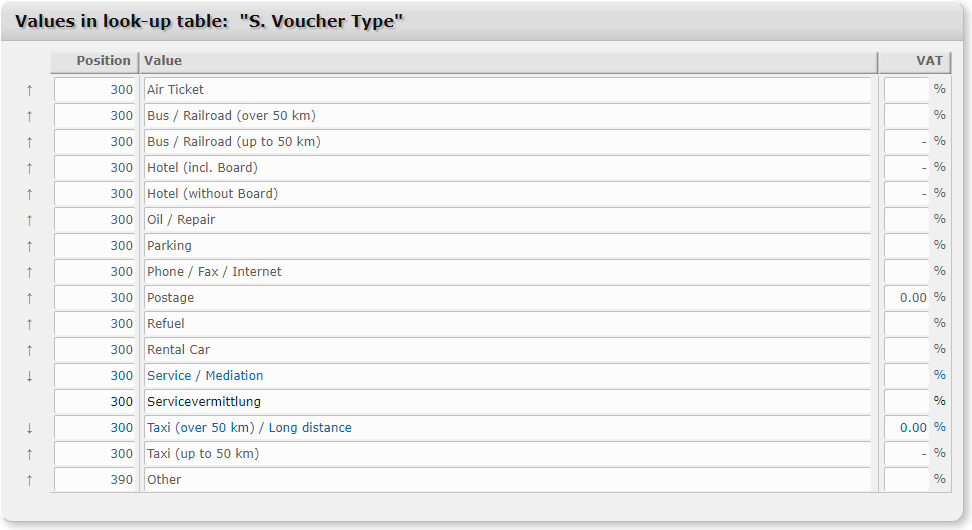 Values in look-up table: "S. Voucher Type"
Position Value VAT
↑ 300 Air Ticket %
↑ 300 Bus / Railroad (over 50 km) %
↑ 300 Bus / Railroad (up to 50 km) - %
↑ 300 Hotel (incl. Board) - %
↑ 300 Hotel (without Board) - %
↑ 300 Oil / Repair %
↑ 300 Parking %
↑ 300 Phone / Fax / Internet %
↑ 300 Postage 0.00 %
↑ 300 Refuel %
↑ 300 Rental Car %
↓ 300 Service / Mediation %
300 Servicevermittlung %
↓ 300 Taxi (over 50 km) / Long distance 0.00 %
↑ 300 Taxi (up to 50 km) - %
↑ 390 Other %